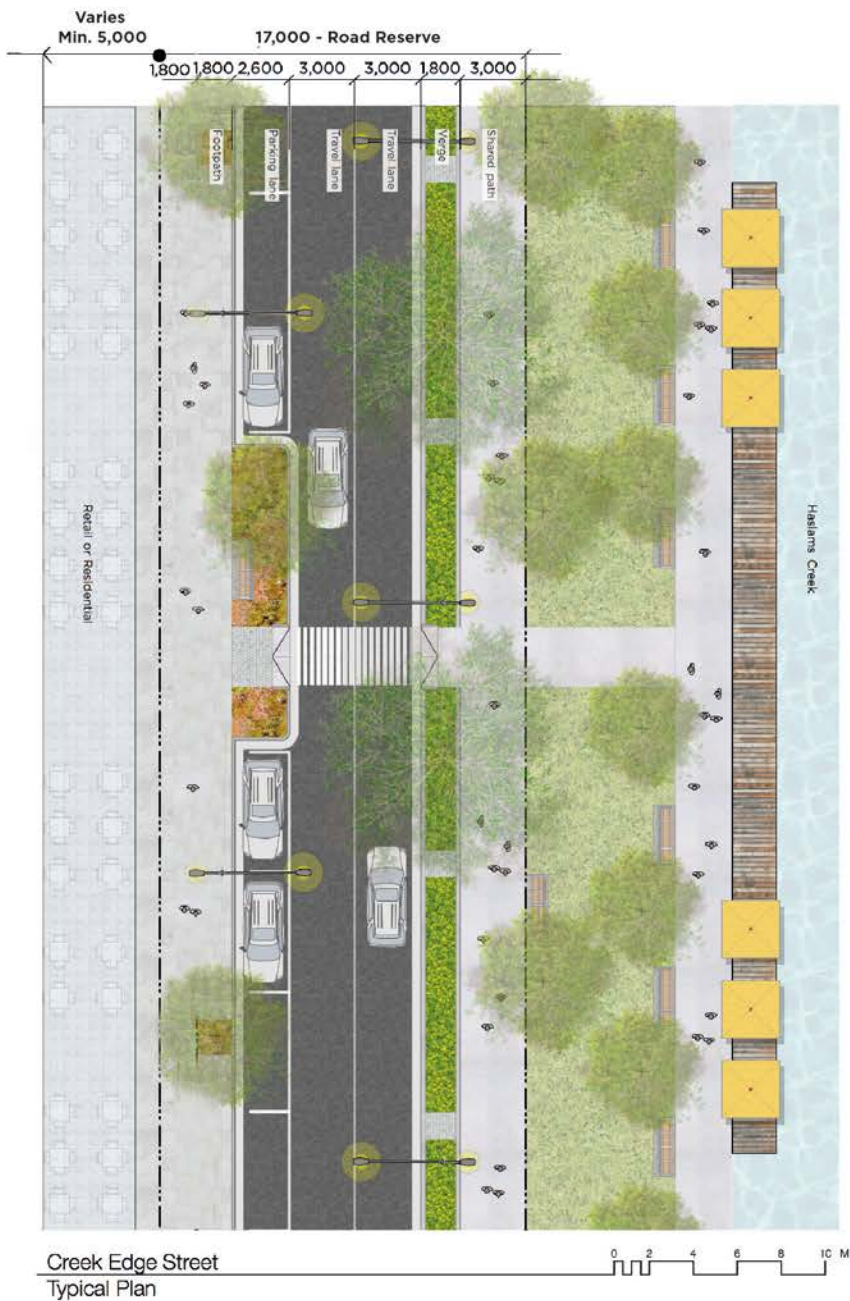 Varies
Min. 5,000
17,000 - Road Reserve
1,800 1,800 2,600 3,000 3,000 1,800 3,000
Footpath
Parking lane
Travel lane
Travel lane
Verge
Shared path
Retail or Residential
Haslams Creek
Creek Edge Street
Typical Plan
0 2 4 6 8 10 M